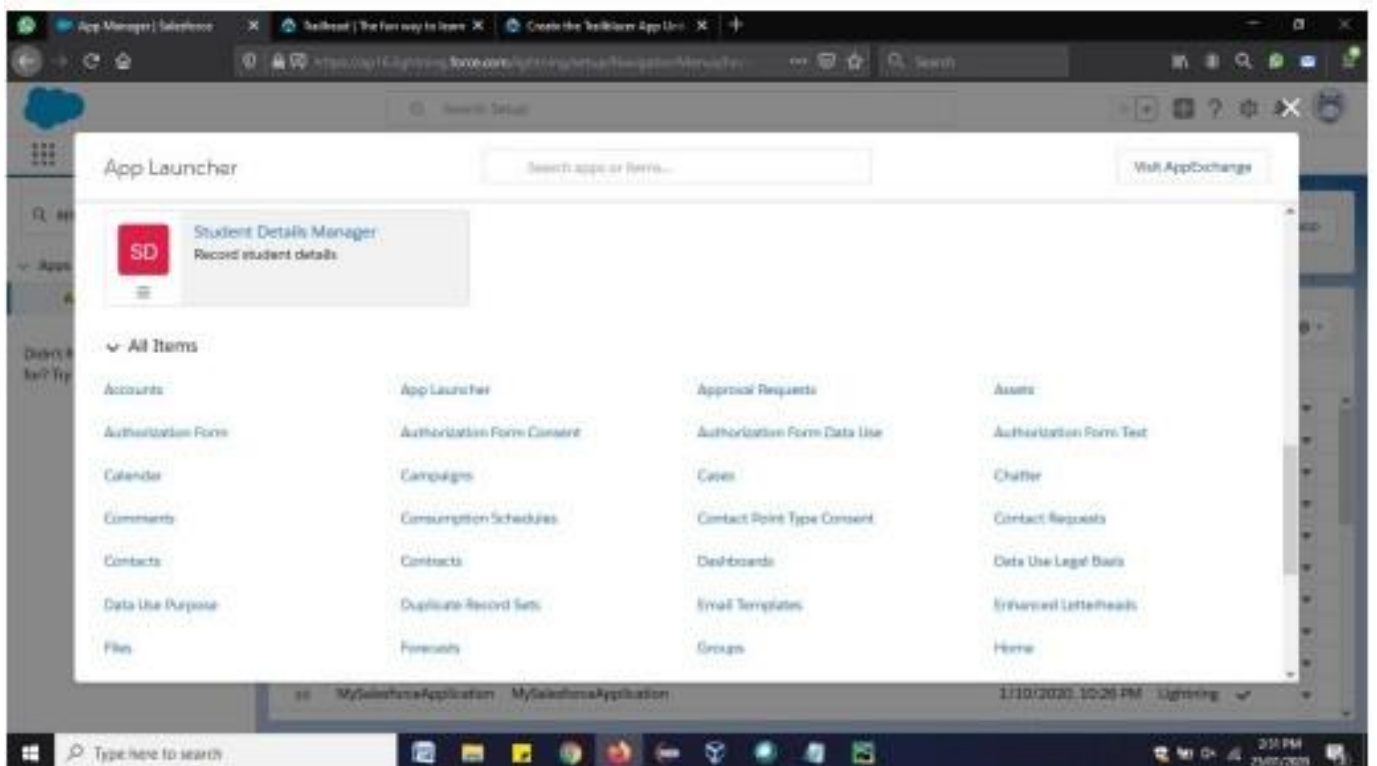 App Manager | Salesforce
Trailhead | The fun way to learn
Create the Trailblazer App
force.com
Search
Search Setup
App Launcher
Search apps or items...
Visit AppExchange
SD
Student Details Manager
Record student details
Apps
All Items
Accounts
App Launcher
Approval Requests
Assets
Authorization Form
Authorization Form Consent
Authorization Form Data Use
Authorization Form Text
Calendar
Campaigns
Cases
Chatter
Comments
Consumption Schedules
Contact Point Type Consent
Contact Requests
Contacts
Contracts
Dashboards
Data Use Legal Basis
Data Use Purpose
Duplicate Record Sets
Email Templates
Enhanced Letterheads
Files
Forecasts
Groups
Home
MySalesforceApplication
MySalesforceApplication
1/10/2020, 10:26 PM
Lightning
Type here to search